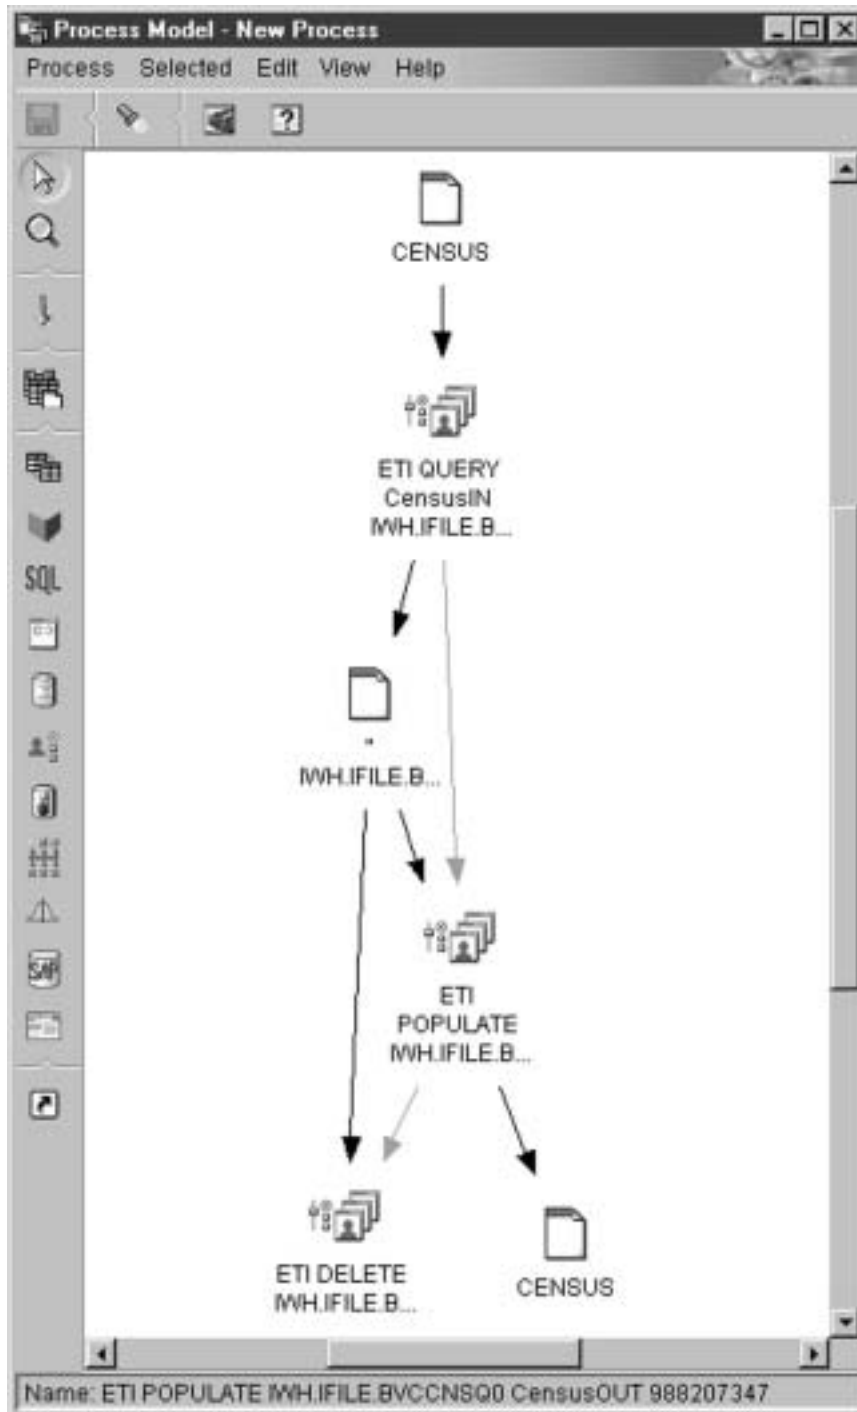 Process Model - New Process
Process Selected Edit View Help
?
CENSUS
ETI QUERY
CensusIN
IWH.IFILE.B...
SQL
IWH.IFILE.B...
ETI
POPULATE
IWH.IFILE.B...
SAP
ETI DELETE
IWH.IFILE.B...
CENSUS
Name: ETI POPULATE IWH.IFILE.BVCCNSQ0 CensusOUT 988207347